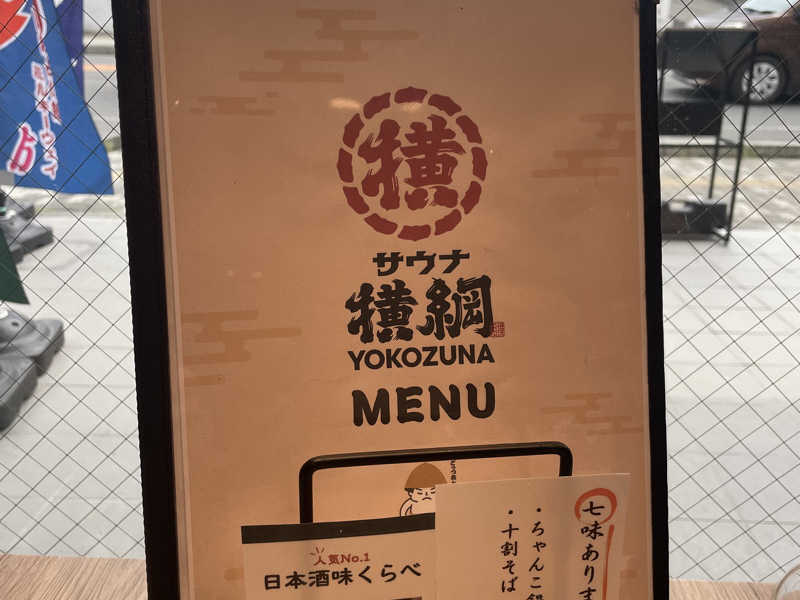 横
サウナ
横綱
YOKOZUNA
MENU
人気No.1
日本酒味くらべ
七味あります
・ちゃんこ鍋
・十割そば